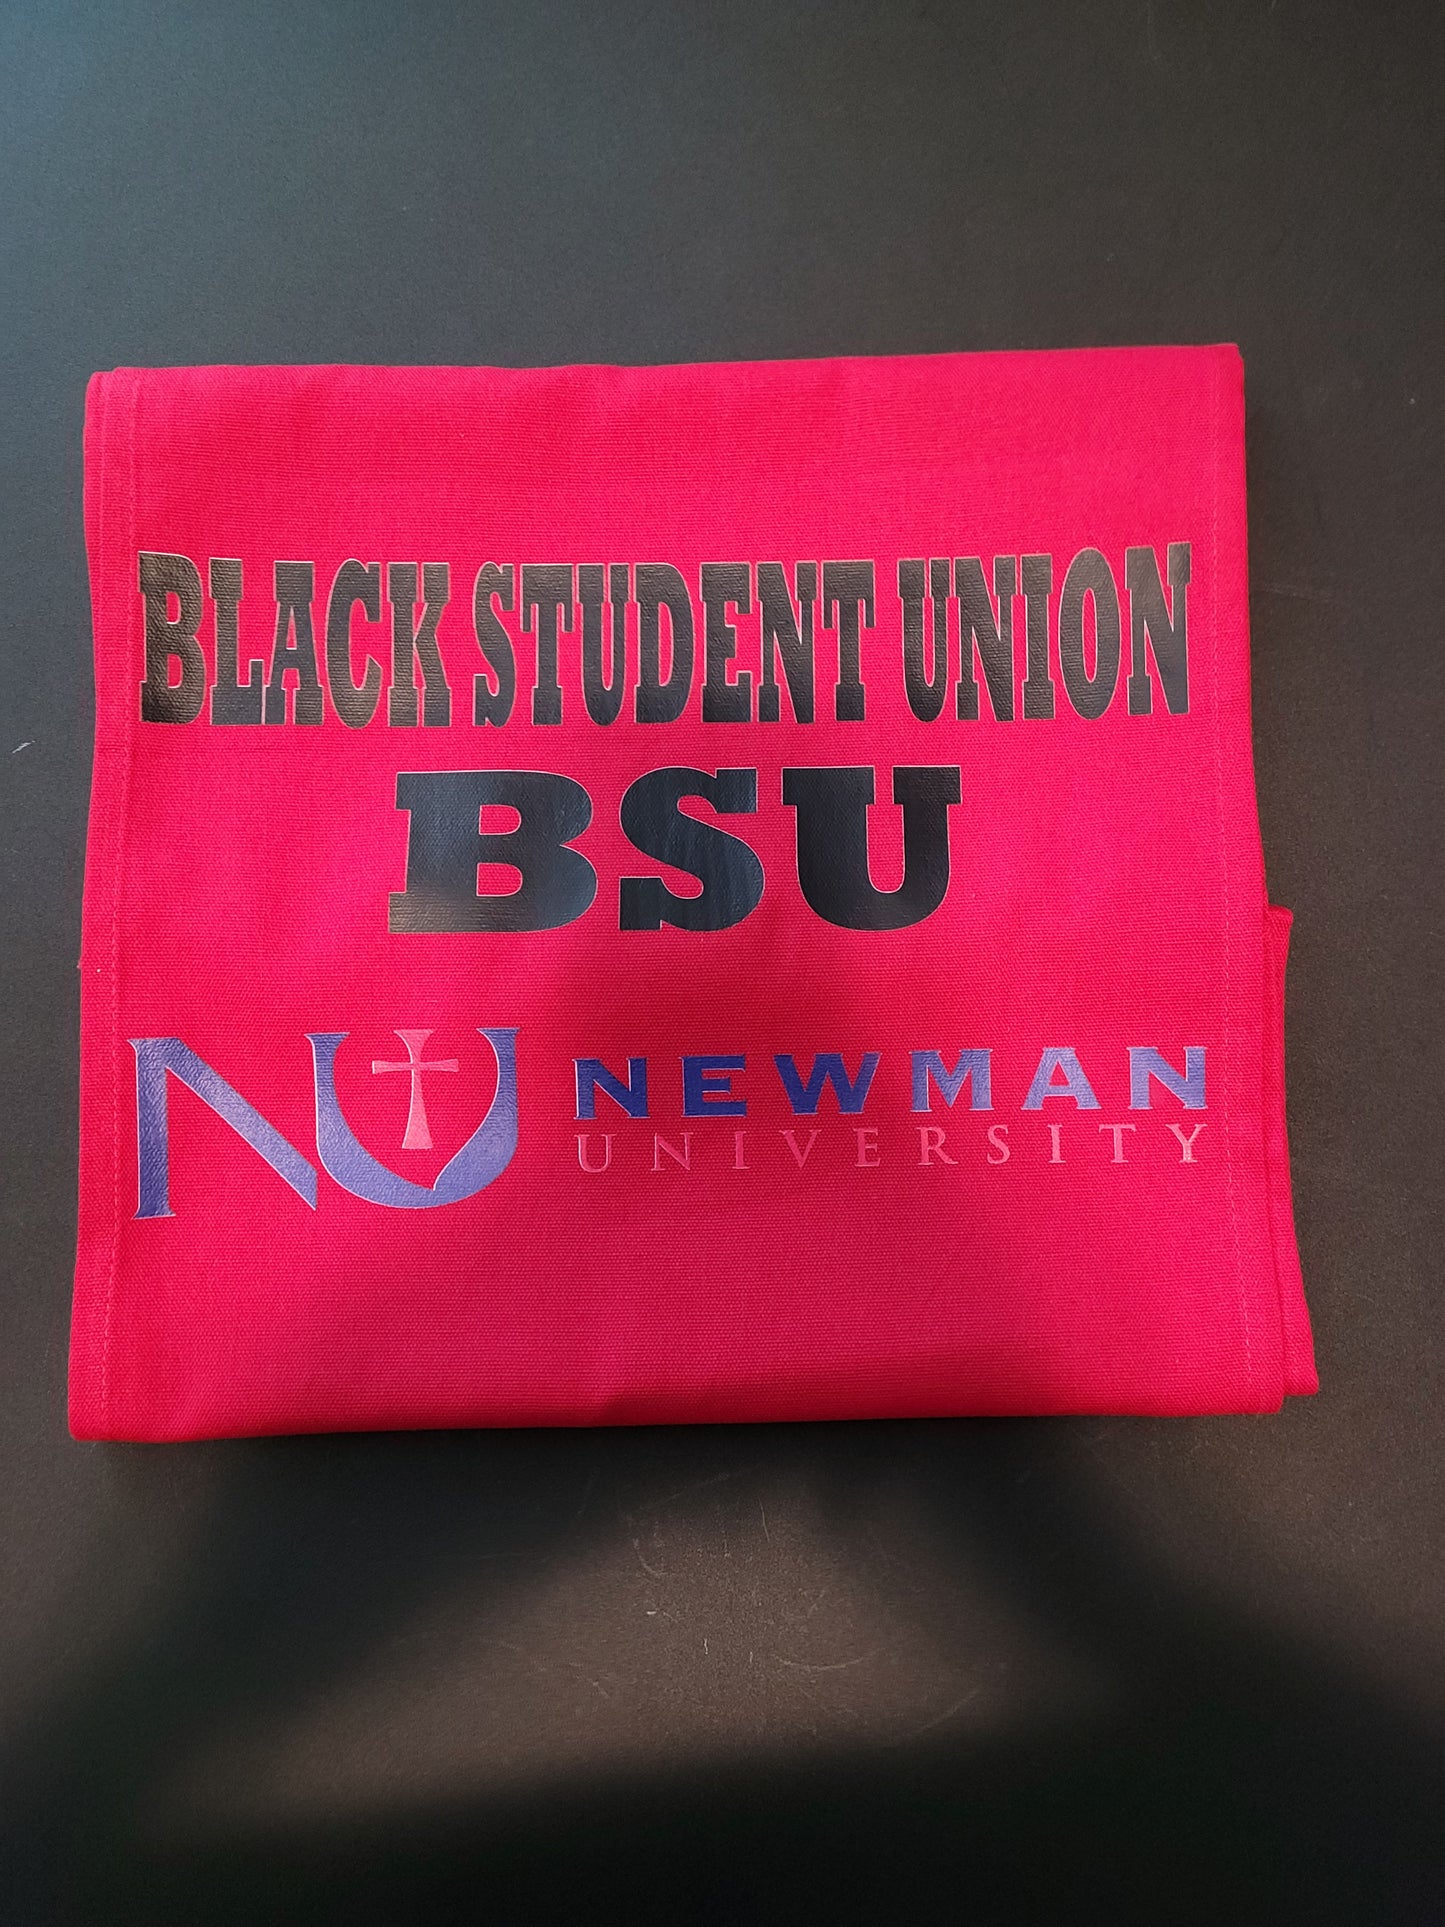 BLACK STUDENT UNION
BSU
NU NEWMAN
UNIVERSITY